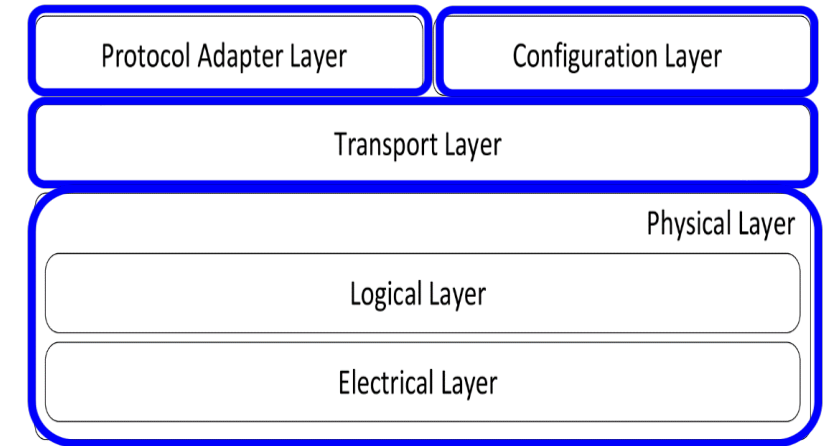 Protocol Adapter Layer
Configuration Layer
Transport Layer
Physical Layer
Logical Layer
Electrical Layer